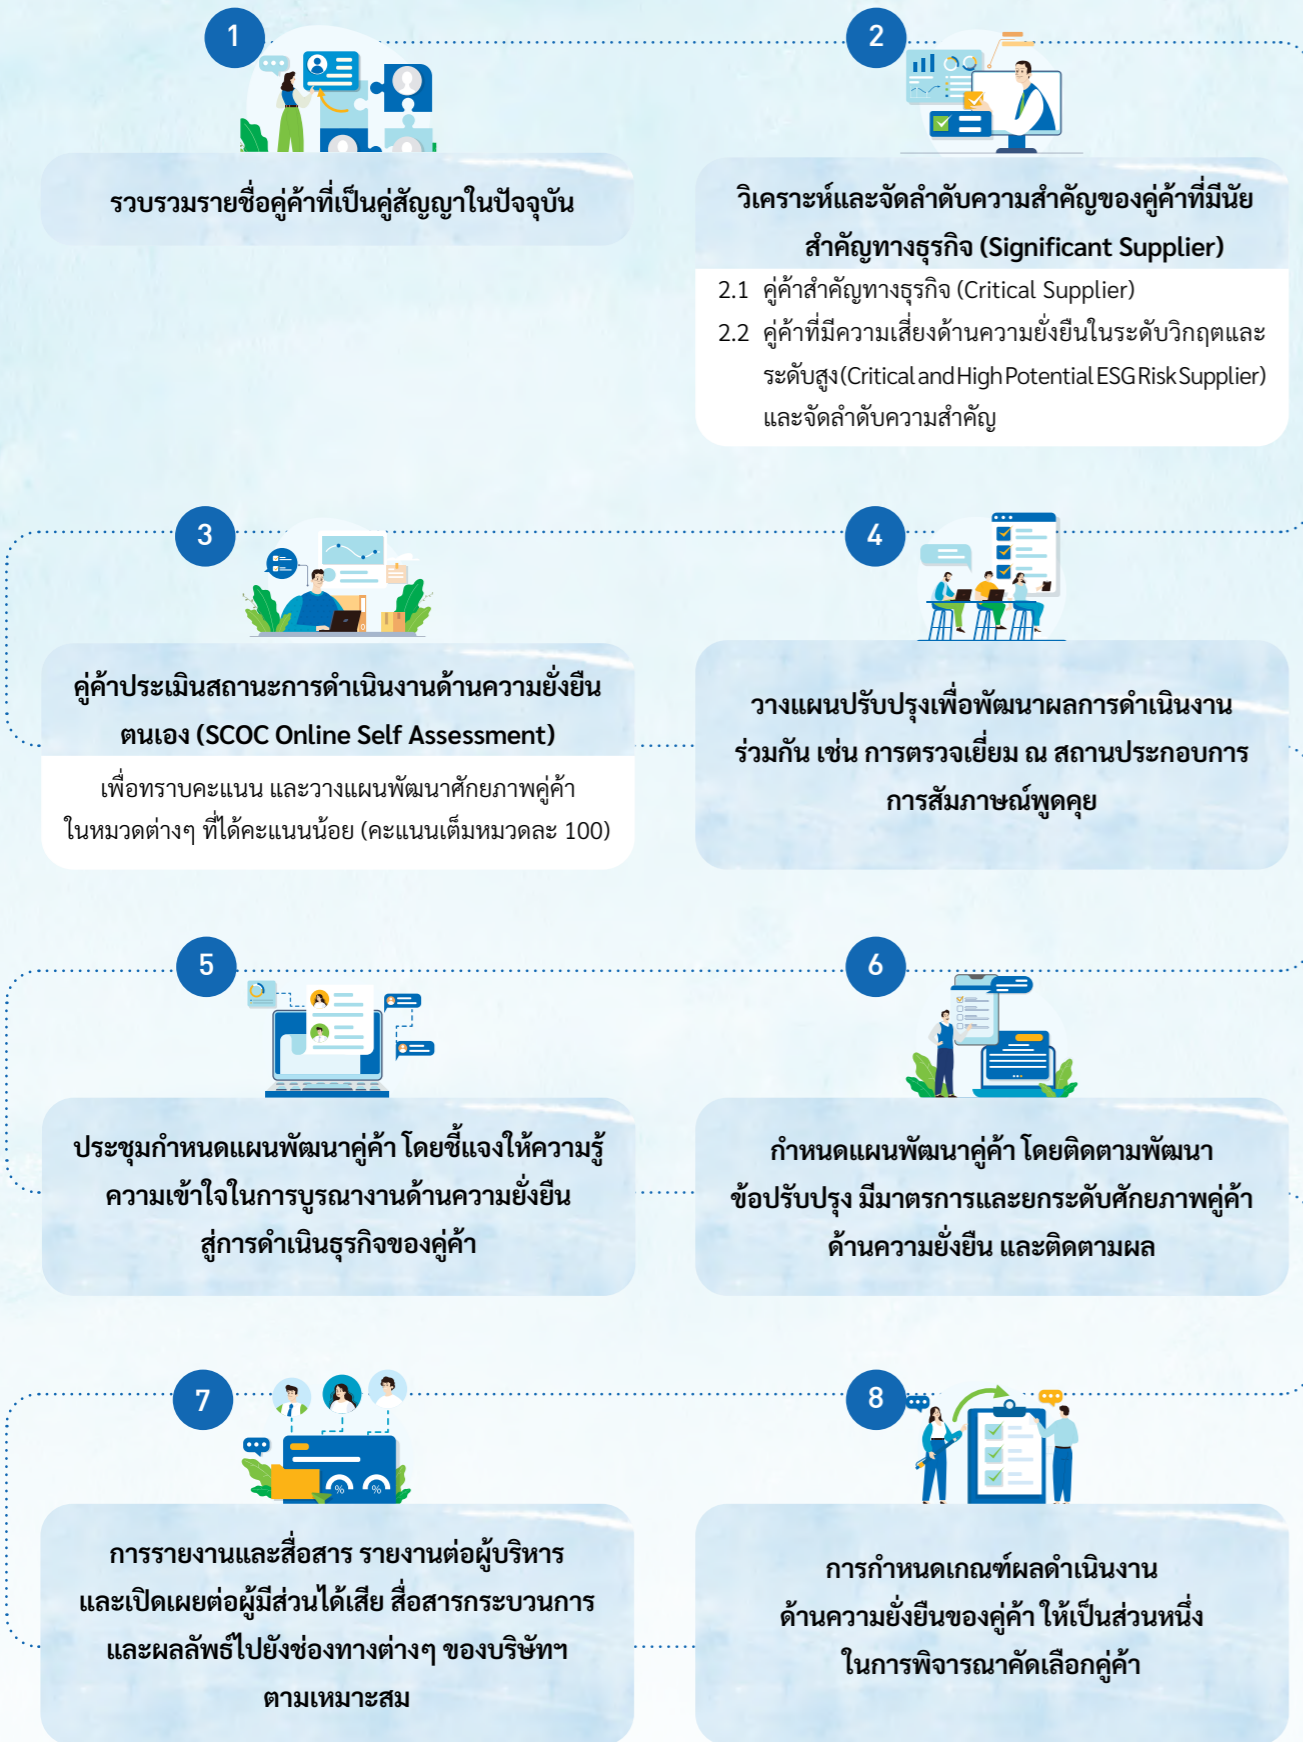 1
รวบรวมรายชื่อคู่ค้าที่เป็นคู่สัญญาในปัจจุบัน
2
วิเคราะห์และจัดลำดับความสำคัญของคู่ค้าที่มีนัย
สำคัญทางธุรกิจ (Significant Supplier)
2.1 คู่ค้าสำคัญทางธุรกิจ (Critical Supplier)
2.2 คู่ค้าที่มีความเสี่ยงด้านความยั่งยืนในระดับวิกฤตและ
ระดับสูง (Critical and High Potential ESG Risk Supplier)
และจัดลำดับความสำคัญ
3
คู่ค้าประเมินสถานะการดำเนินงานด้านความยั่งยืน
ตนเอง (SCOC Online Self Assessment)
เพื่อทราบคะแนน และวางแผนพัฒนาศักยภาพคู่ค้า
ในหมวดต่างๆ ที่ได้คะแนนน้อย (คะแนนเต็มหมวดละ 100)
4
วางแผนปรับปรุงเพื่อพัฒนาผลการดำเนินงาน
ร่วมกัน เช่น การตรวจเยี่ยม ณ สถานประกอบการ
การสัมภาษณ์พูดคุย
5
ประชุมกำหนดแผนพัฒนาคู่ค้า โดยชี้แจงให้ความรู้
ความเข้าใจในการบูรณางานด้านความยั่งยืน
สู่การดำเนินธุรกิจของคู่ค้า
6
กำหนดแผนพัฒนาคู่ค้า โดยติดตามพัฒนา
ข้อปรับปรุง มีมาตรการและยกระดับศักยภาพคู่ค้า
ด้านความยั่งยืน และติดตามผล
7
% %
การรายงานและสื่อสาร รายงานต่อผู้บริหาร
และเปิดเผยต่อผู้มีส่วนได้เสีย สื่อสารกระบวนการ
และผลลัพธ์ไปยังช่องทางต่างๆ ของบริษัทฯ
ตามเหมาะสม
8
การกำหนดเกณฑ์ผลดำเนินงาน
ด้านความยั่งยืนของคู่ค้า ให้เป็นส่วนหนึ่ง
ในการพิจารณาคัดเลือกคู่ค้า